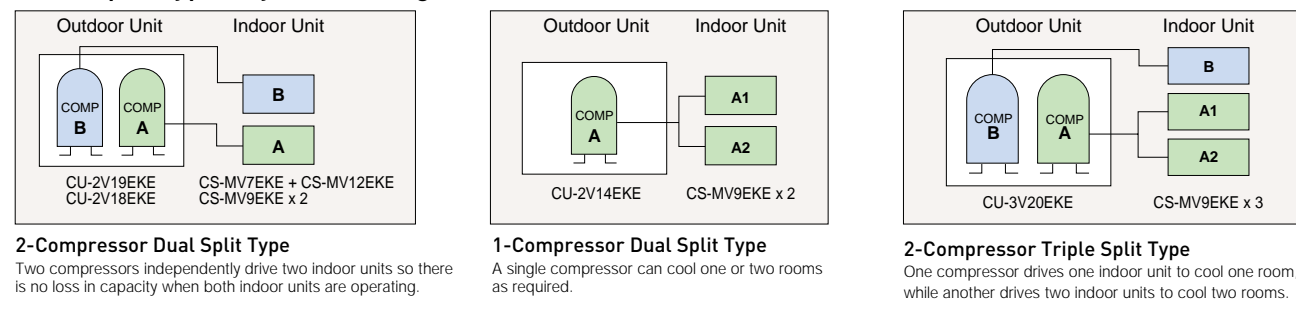 Outdoor Unit Indoor Unit
COMP
B
COMP
A
B
A
CU-2V19EKE CS-MV7EKE + CS-MV12EKE
CU-2V18EKE CS-MV9EKE x 2
2-Compressor Dual Split Type
Two compressors independently drive two indoor units so there
is no loss in capacity when both indoor units are operating.
Outdoor Unit Indoor Unit
COMP
A
A1
A2
CU-2V14EKE CS-MV9EKE x 2
1-Compressor Dual Split Type
A single compressor can cool one or two rooms
as required.
Outdoor Unit Indoor Unit
COMP
B
COMP
A
B
A1
A2
CU-3V20EKE CS-MV9EKE x 3
2-Compressor Triple Split Type
One compressor drives one indoor unit to cool one room,
while another drives two indoor units to cool two rooms.